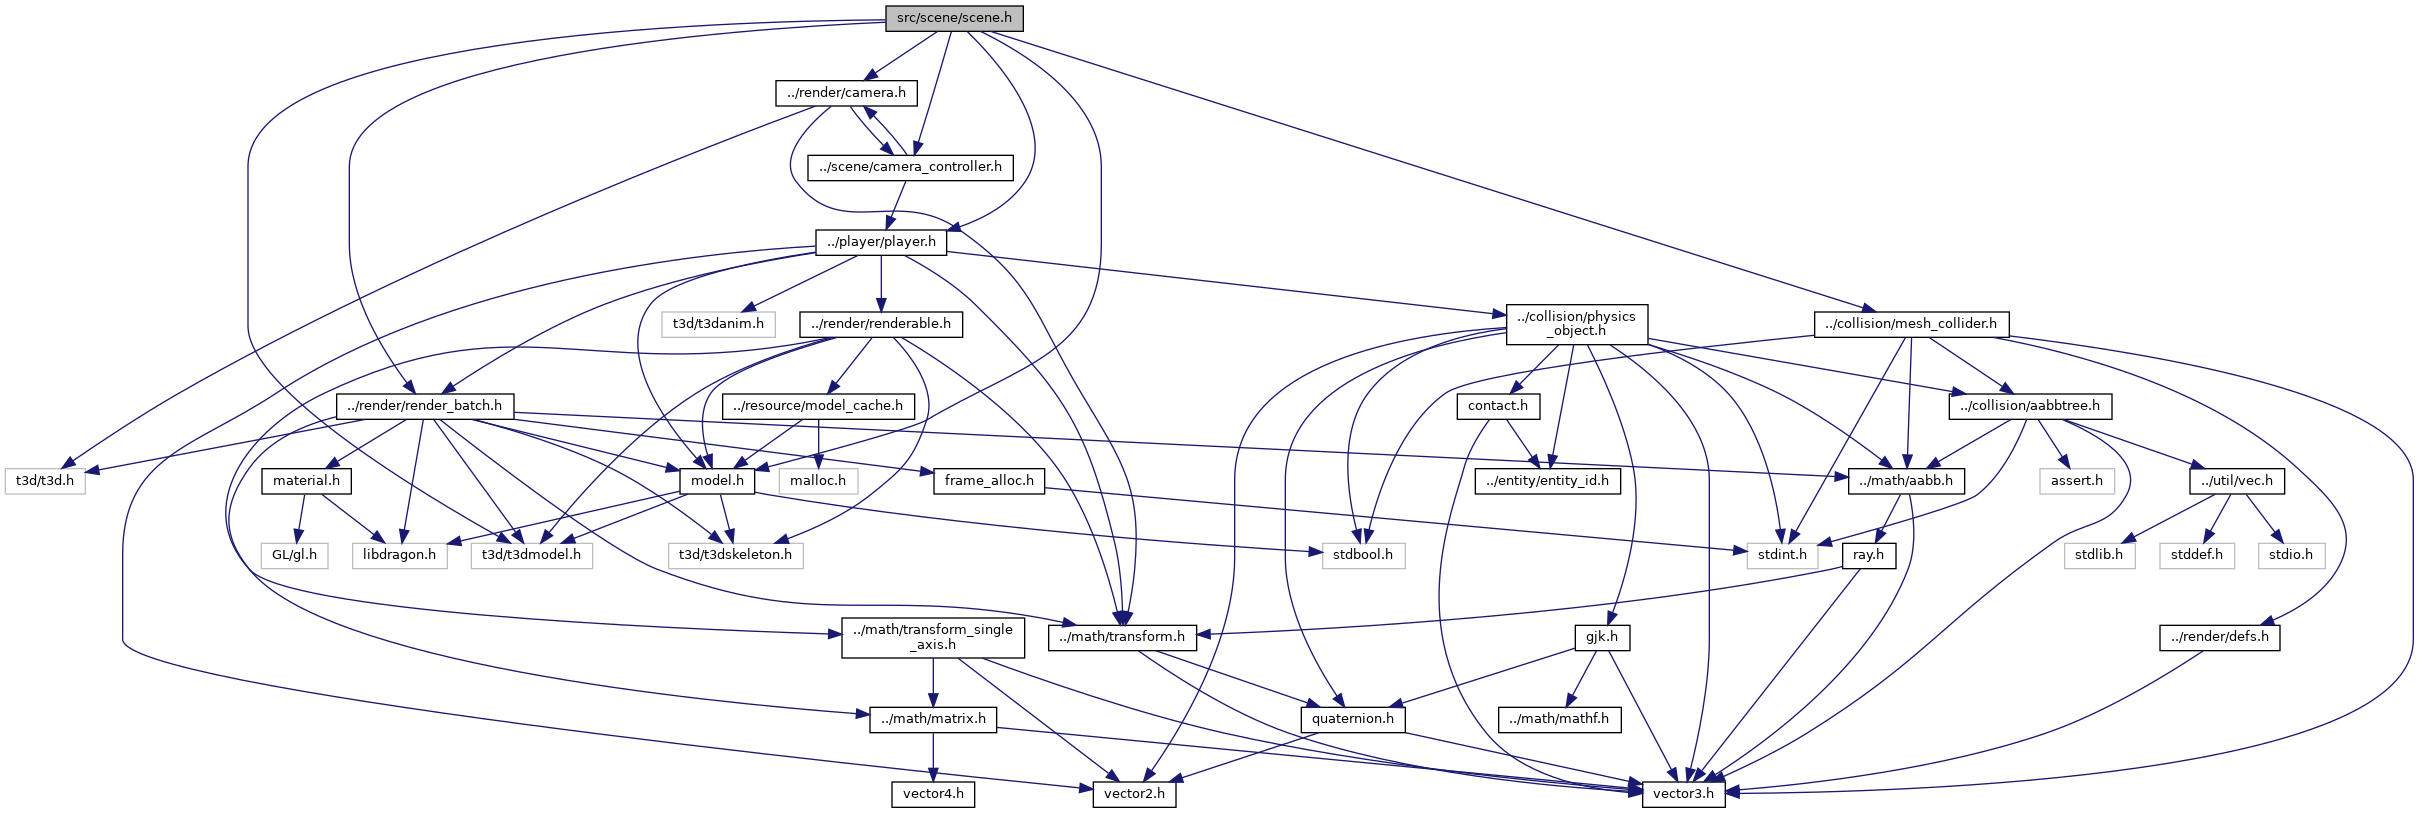 src/scene/scene.h
../render/camera.h
../scene/camera_controller.h
../player/player.h
t3d/t3danim.h
../render/renderable.h
../collision/physics
_object.h
../collision/mesh_collider.h
../render/render_batch.h
../resource/model_cache.h
contact.h
../collision/aabbtree.h
t3d/t3d.h
material.h
model.h
malloc.h
frame_alloc.h
../entity/entity_id.h
../math/aabb.h
assert.h
../util/vec.h
GL/gl.h
libdragon.h
t3d/t3dmodel.h
t3d/t3dskeleton.h
stdbool.h
stdint.h
ray.h
stdlib.h
stddef.h
stdio.h
../math/transform_single
_axis.h
../math/transform.h
gjk.h
../render/defs.h
../math/matrix.h
quaternion.h
../math/mathf.h
vector4.h
vector2.h
vector3.h